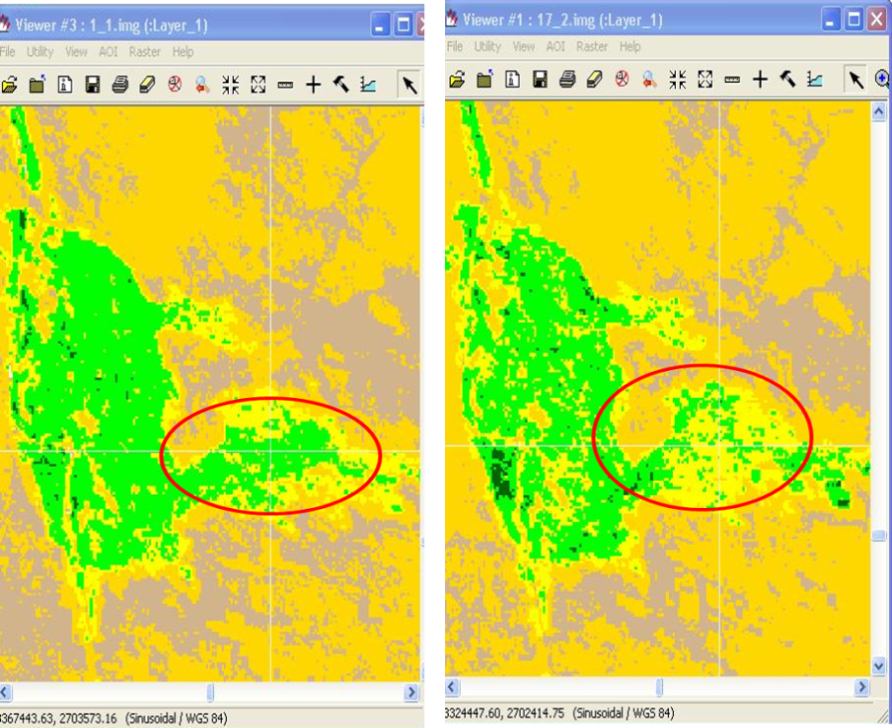 Viewer #3 : 1_1.img (:Layer_1)
File Utility View AOI Raster Help
3367443.63, 2703573.16 (Sinusoidal / WGS 84)
Viewer #1 : 17_2.img (:Layer_1)
File Utility View AOI Raster Help
3324447.60, 2702414.75 (Sinusoidal / WGS 84)